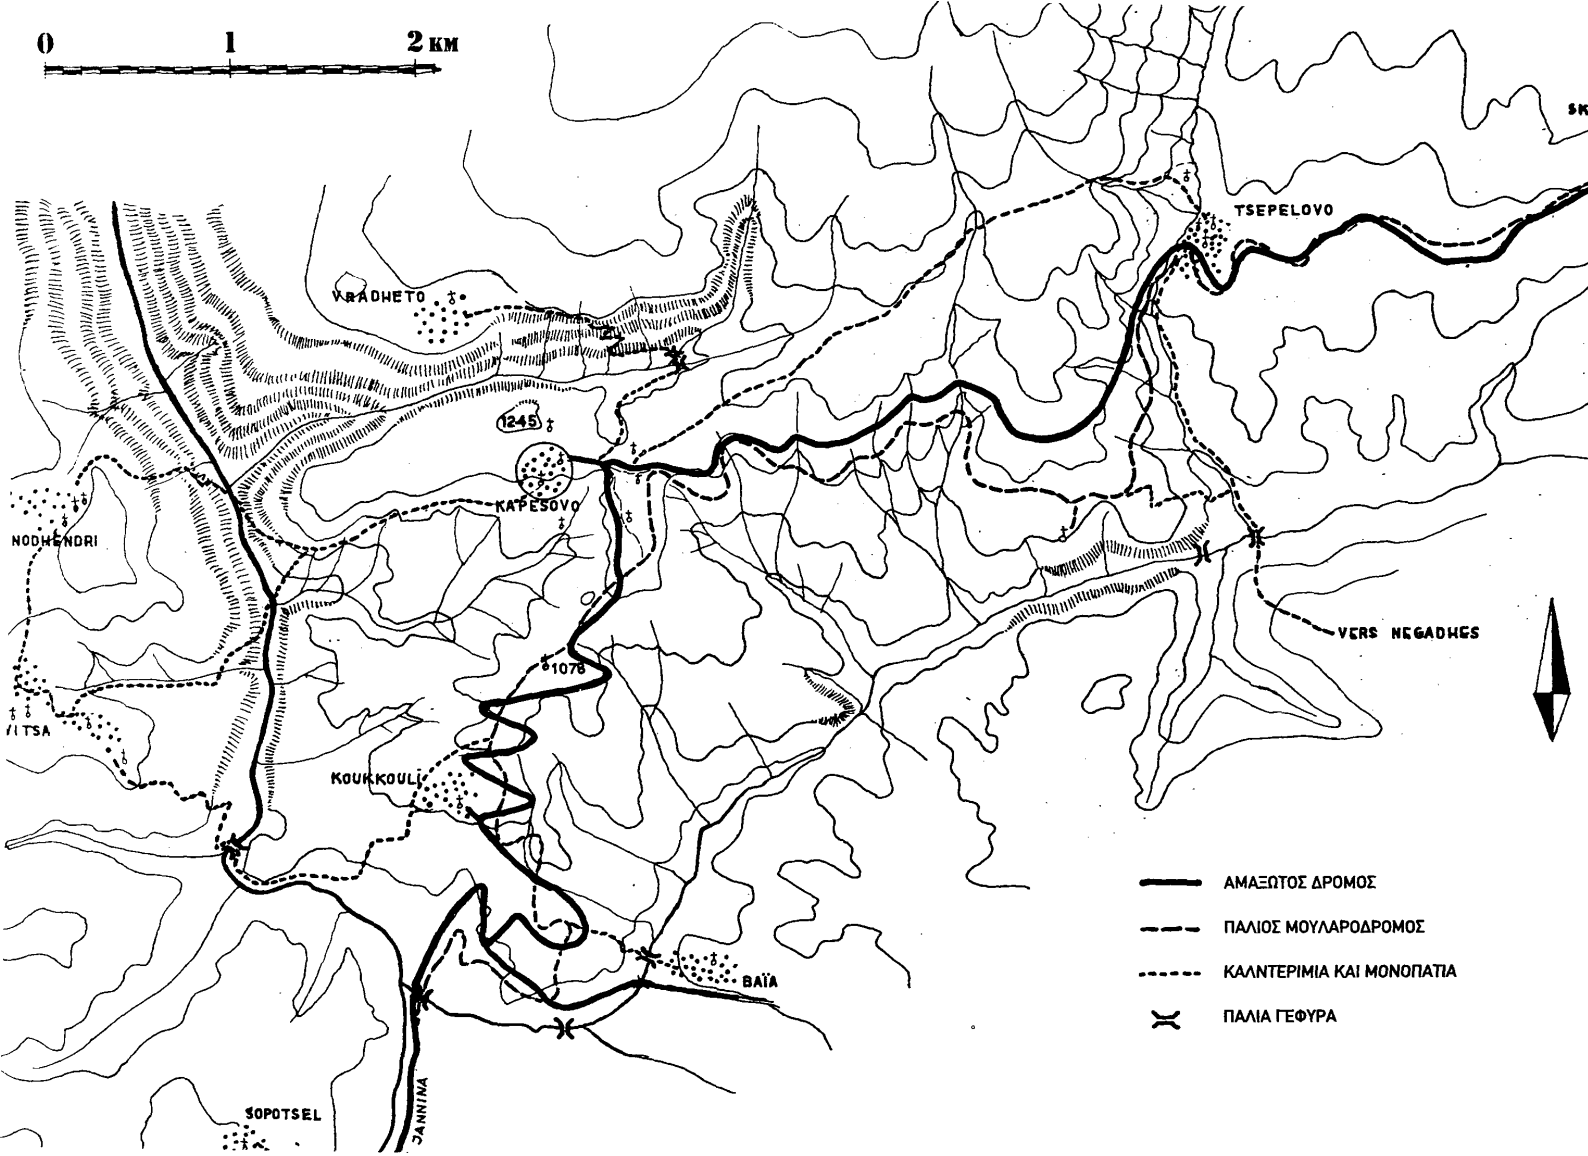 0 1 2 KM
SK
TSEPELOVO
VRADHETO
1245
KAPESOVO
NODHENDRI
VERS NEGADHES
1078
VITSA
KOUKKOULI
ΑΜΑΞΩΤΟΣ ΔΡΟΜΟΣ
ΠΑΛΙΟΣ ΜΟΥΛΑΡΟΔΡΟΜΟΣ
ΚΑΛΝΤΕΡΙΜΙΑ ΚΑΙ ΜΟΝΟΠΑΤΙΑ
BAÏA
ΠΑΛΙΑ ΓΕΦΥΡΑ
JANNINA
SOPOTSEL